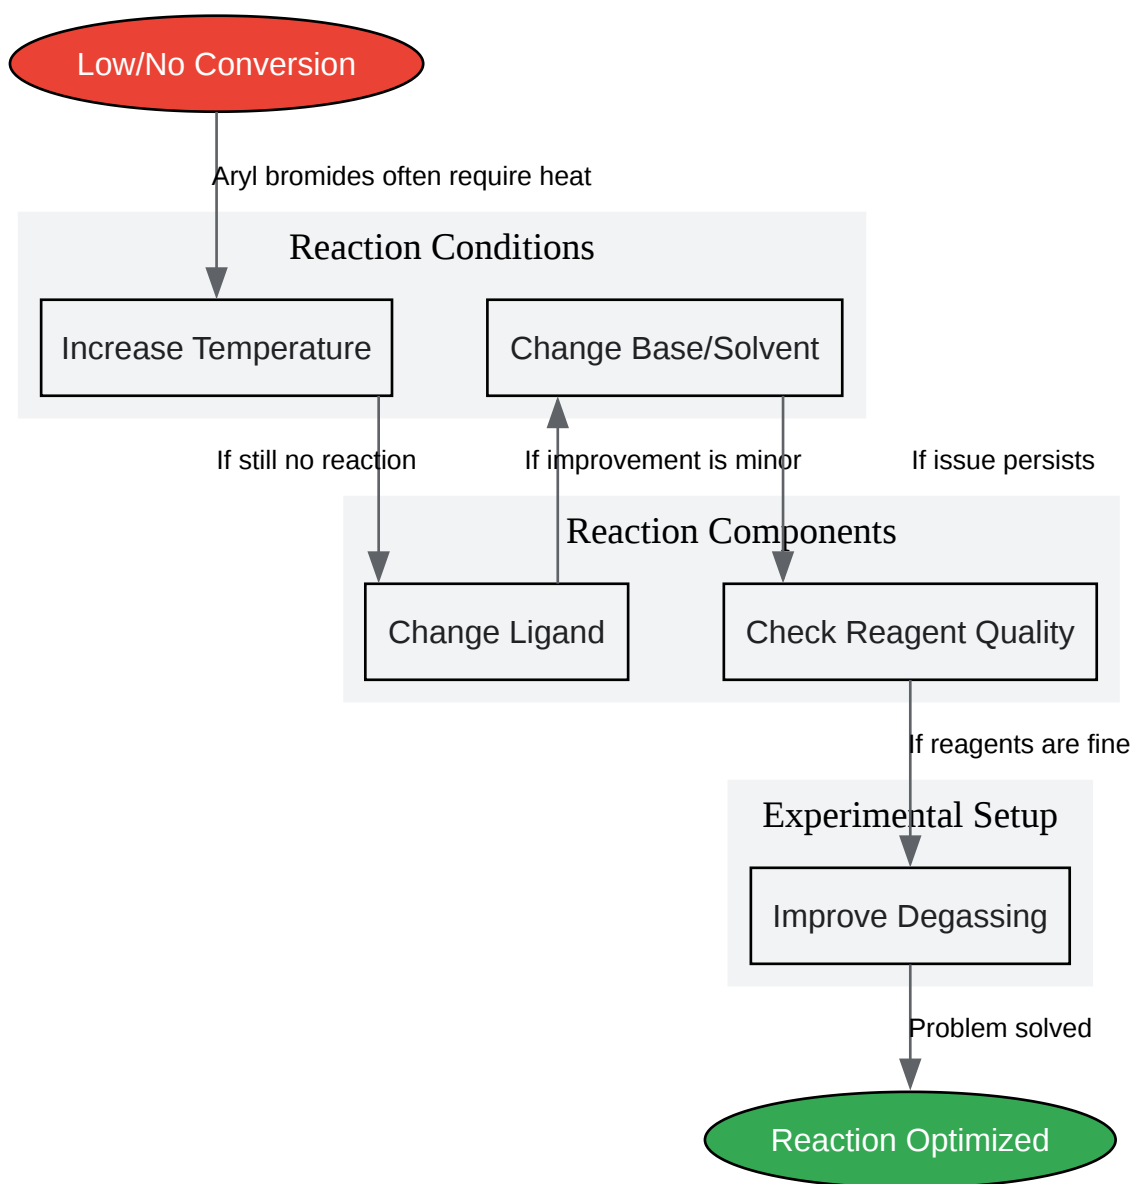 Low/No Conversion
Aryl bromides often require heat
Reaction Conditions
Increase Temperature
Change Base/Solvent
If still no reaction
If improvement is minor
If issue persists
Reaction Components
Change Ligand
Check Reagent Quality
If reagents are fine
Experimental Setup
Improve Degassing
Problem solved
Reaction Optimized